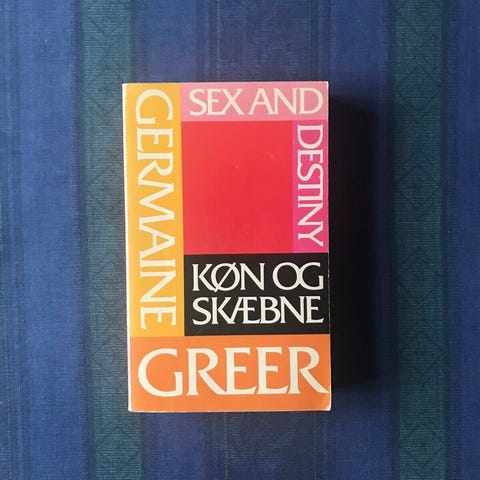 GERMAINE
GREER
SEX AND
DESTINY
KØN OG
SKÆBNE